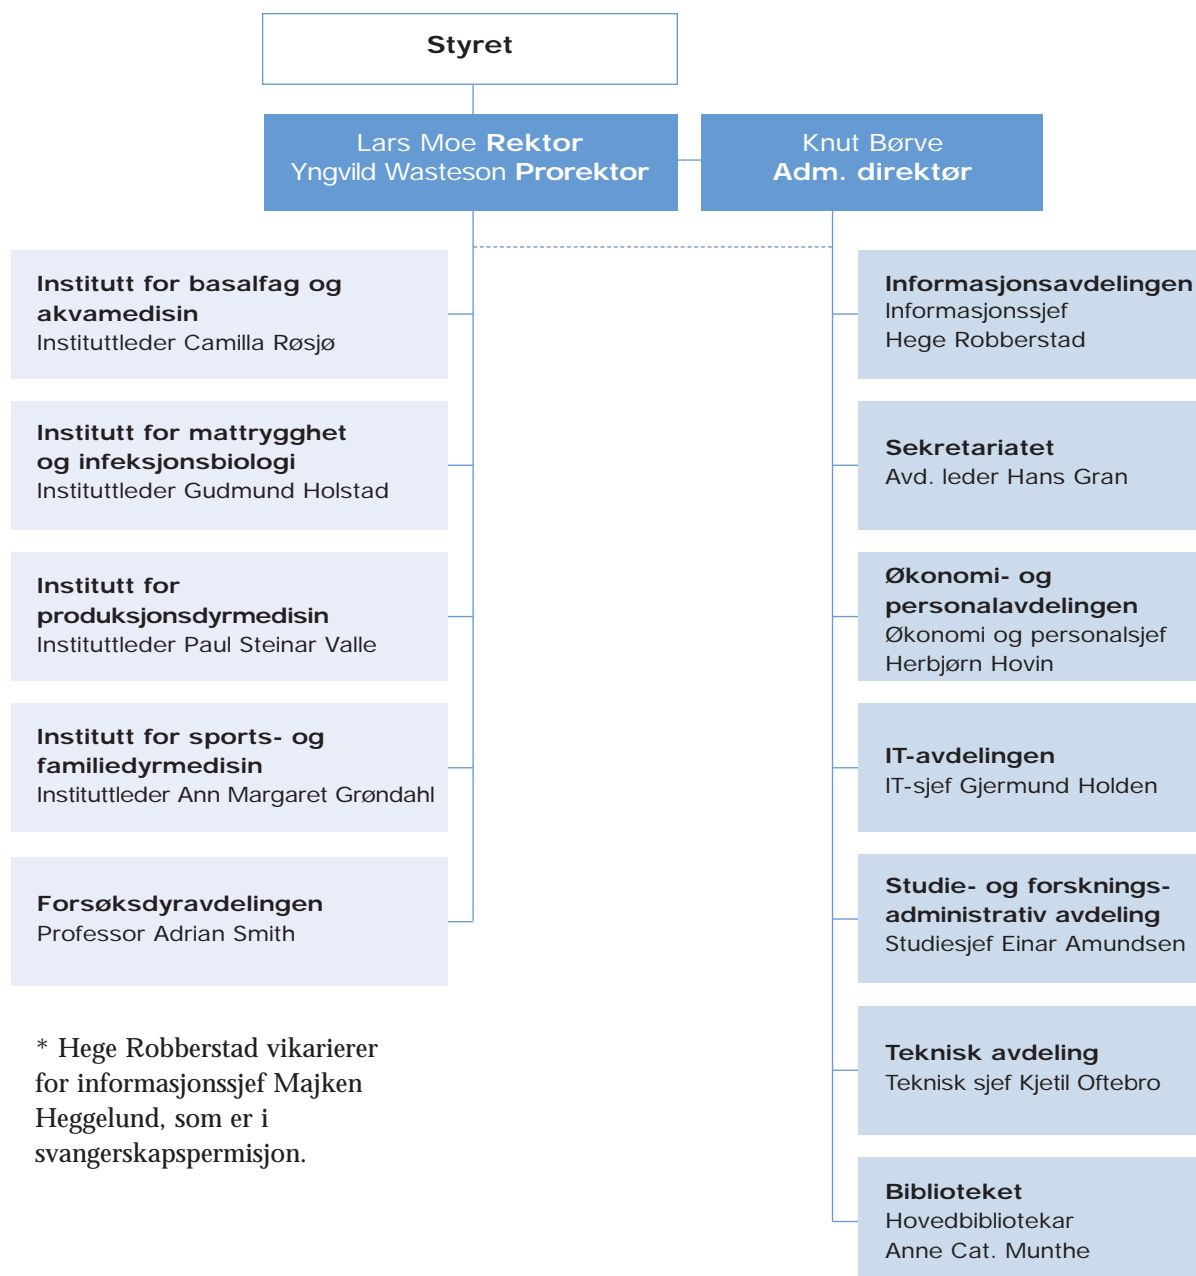 Styret
Lars Moe Rektor
Yngvild Wasteson Prorektor
Knut Børve
Adm. direktør
Institutt for basalfag og
akvamedisin
Instituttleder Camilla Røsjø
Institutt for mattrygghet
og infeksjonsbiologi
Instituttleder Gudmund Holstad
Institutt for
produksjonsdyrmedisin
Instituttleder Paul Steinar Valle
Institutt for sports- og
familiedyrmedisin
Instituttleder Ann Margaret Grøndahl
Forsøksdyravdelingen
Professor Adrian Smith
* Hege Robberstad vikarierer
for informasjonssjef Majken
Heggelund, som er i
svangerskapspermisjon.
Informasjonsavdelingen
Informasjonssjef
Hege Robberstad
Sekretariatet
Avd. leder Hans Gran
Økonomi- og
personalavdelingen
Økonomi og personalsjef
Herbjørn Hovin
IT-avdelingen
IT-sjef Gjermund Holden
Studie- og forsknings-
administrativ avdeling
Studiesjef Einar Amundsen
Teknisk avdeling
Teknisk sjef Kjetil Oftebro
Biblioteket
Hovedbibliotekar
Anne Cat. Munthe